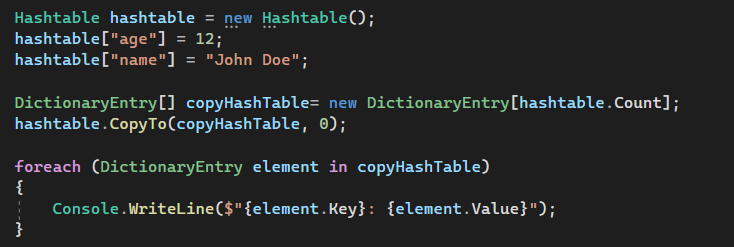 Hashtable hashtable = new Hashtable();
hashtable["age"] = 12;
hashtable["name"] = "John Doe";
DictionaryEntry[] copyHashTable= new DictionaryEntry[hashtable.Count];
hashtable.CopyTo(copyHashTable, 0);
foreach (DictionaryEntry element in copyHashTable)
{
    Console.WriteLine($"{element.Key}: {element.Value}");
}